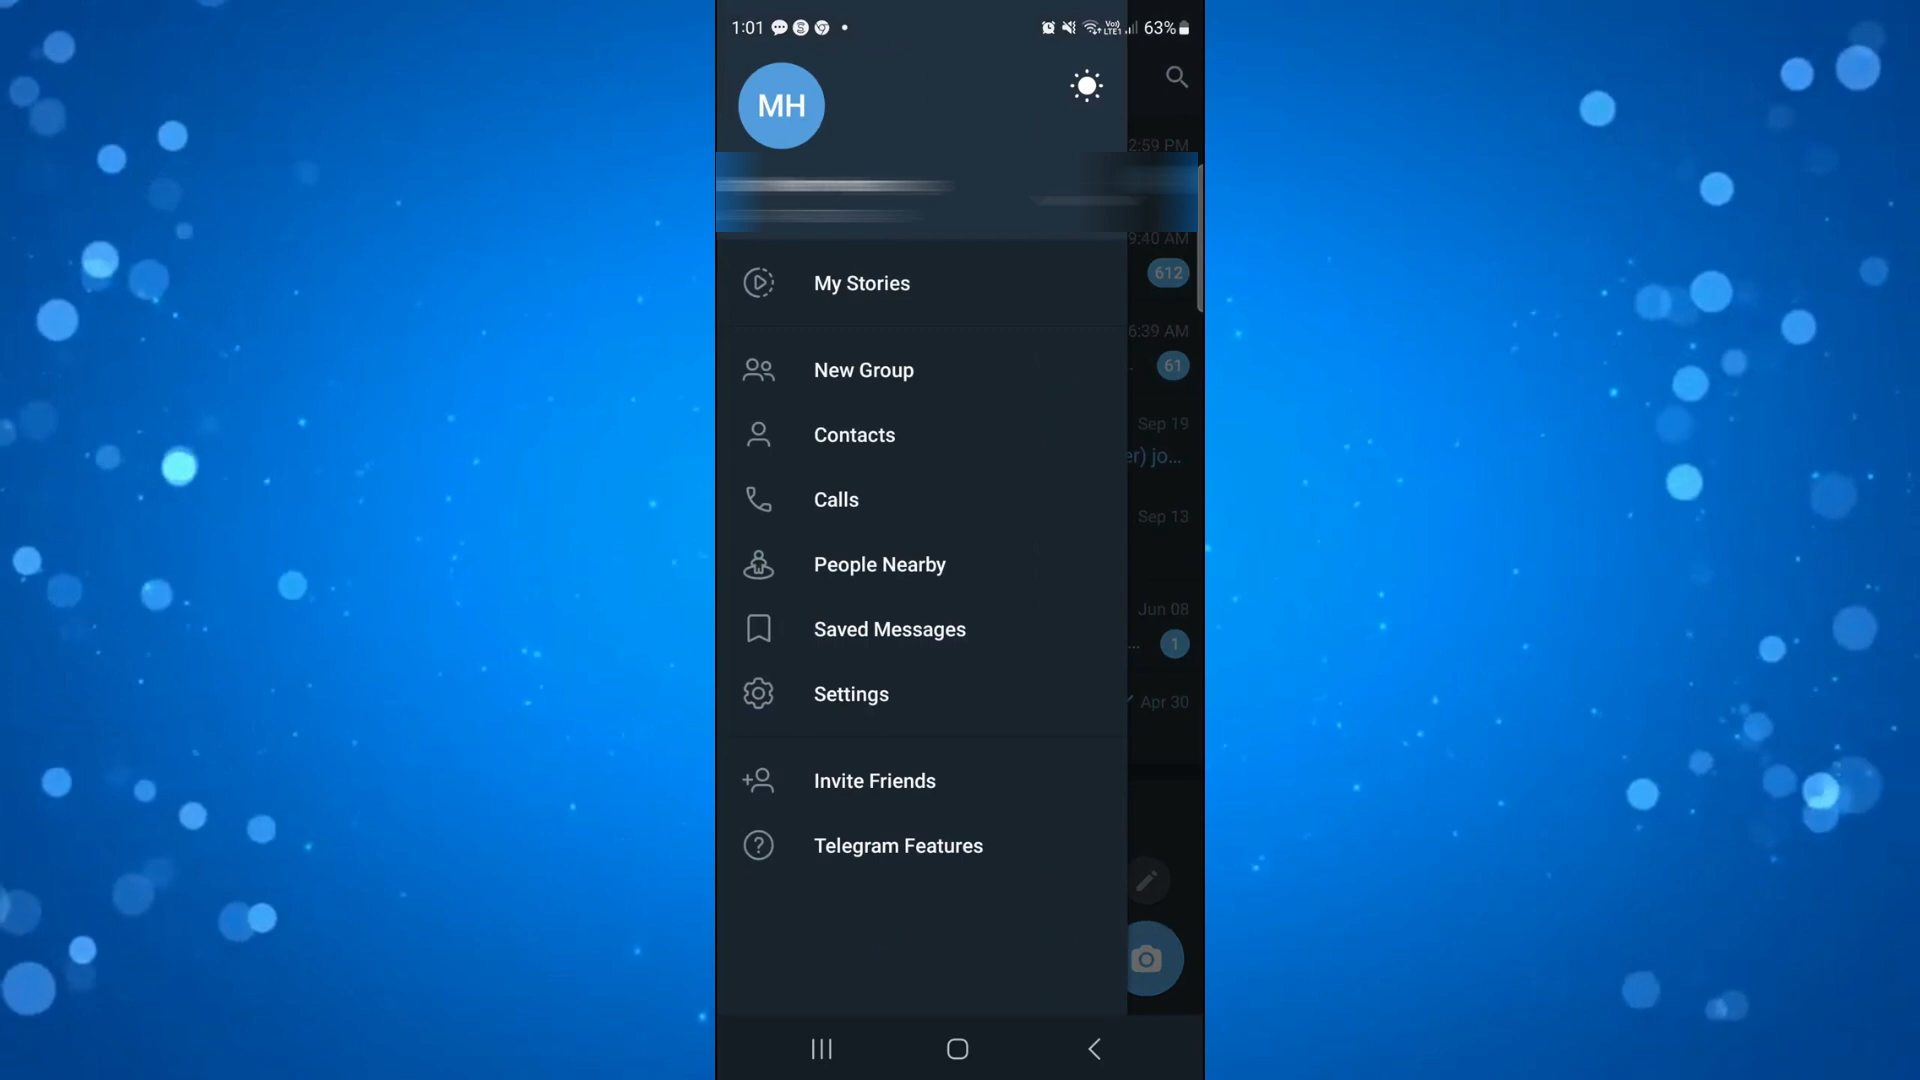 1:01
Vo)) LTE1 63%
MH
2:59 PM
9:40 AM
612
My Stories
6:39 AM
61
New Group
Sep 19
Contacts
er) jo...
Calls
Sep 13
People Nearby
Jun 08
Saved Messages
... 1
Settings
Apr 30
Invite Friends
Telegram Features